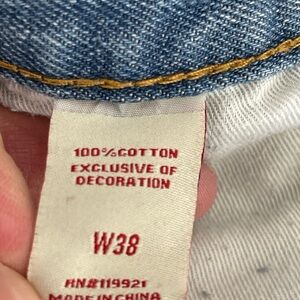 100% COTTON
EXCLUSIVE OF
DECORATION
W38
RN#119921
MADE IN CHINA